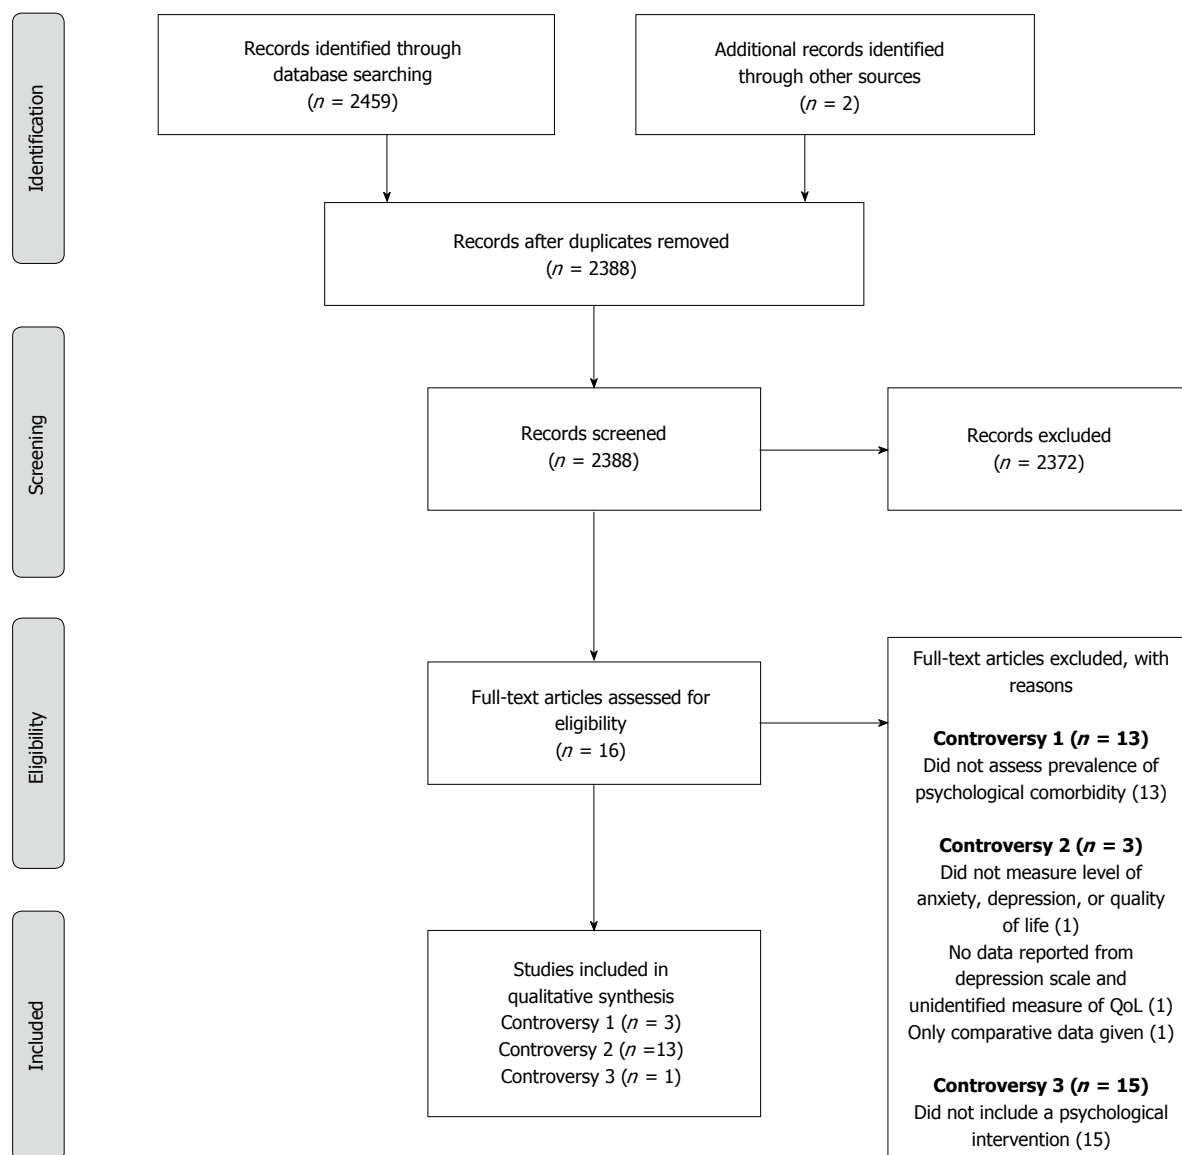 Identification
Records identified through
database searching
(n = 2459)
Additional records identified
through other sources
(n = 2)
Records after duplicates removed
(n = 2388)
Screening
Records screened
(n = 2388)
Records excluded
(n = 2372)
Eligibility
Full-text articles assessed for
eligibility
(n = 16)
Full-text articles excluded, with
reasons
Controversy 1 (n = 13)
Did not assess prevalence of
psychological comorbidity (13)
Controversy 2 (n = 3)
Did not measure level of
anxiety, depression, or quality
of life (1)
No data reported from
depression scale and
unidentified measure of QoL (1)
Only comparative data given (1)
Controversy 3 (n = 15)
Did not include a psychological
intervention (15)
Included
Studies included in
qualitative synthesis
Controversy 1 (n = 3)
Controversy 2 (n =13)
Controversy 3 (n = 1)